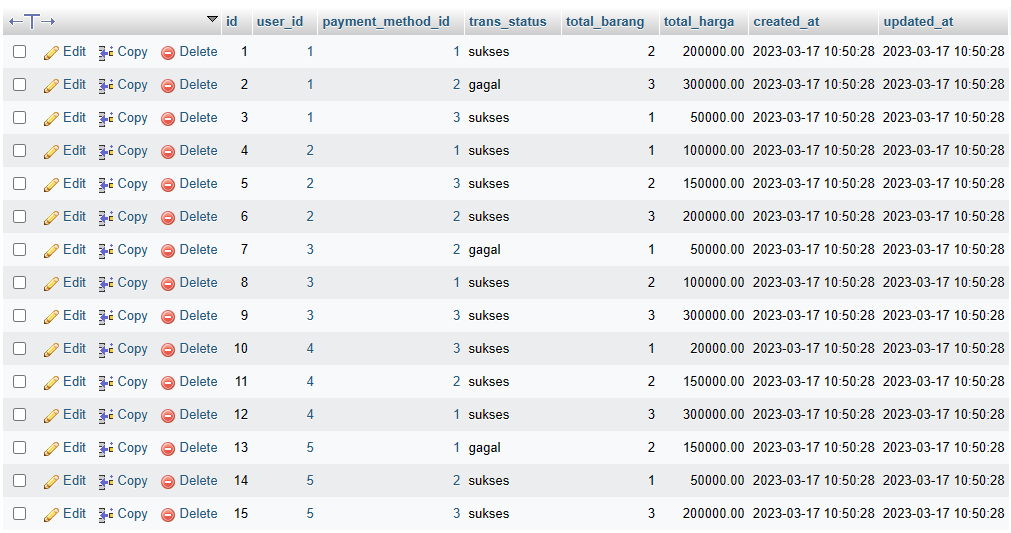 id user_id payment_method_id trans_status total_barang total_harga created_at updated_at
Edit Copy Delete 1 1 1 sukses 2 200000.00 2023-03-17 10:50:28 2023-03-17 10:50:28
Edit Copy Delete 2 1 2 gagal 3 300000.00 2023-03-17 10:50:28 2023-03-17 10:50:28
Edit Copy Delete 3 1 3 sukses 1 50000.00 2023-03-17 10:50:28 2023-03-17 10:50:28
Edit Copy Delete 4 2 1 sukses 1 100000.00 2023-03-17 10:50:28 2023-03-17 10:50:28
Edit Copy Delete 5 2 3 sukses 2 150000.00 2023-03-17 10:50:28 2023-03-17 10:50:28
Edit Copy Delete 6 2 2 sukses 3 200000.00 2023-03-17 10:50:28 2023-03-17 10:50:28
Edit Copy Delete 7 3 2 gagal 1 50000.00 2023-03-17 10:50:28 2023-03-17 10:50:28
Edit Copy Delete 8 3 1 sukses 2 100000.00 2023-03-17 10:50:28 2023-03-17 10:50:28
Edit Copy Delete 9 3 3 sukses 3 300000.00 2023-03-17 10:50:28 2023-03-17 10:50:28
Edit Copy Delete 10 4 3 sukses 1 20000.00 2023-03-17 10:50:28 2023-03-17 10:50:28
Edit Copy Delete 11 4 2 sukses 2 150000.00 2023-03-17 10:50:28 2023-03-17 10:50:28
Edit Copy Delete 12 4 1 sukses 3 300000.00 2023-03-17 10:50:28 2023-03-17 10:50:28
Edit Copy Delete 13 5 1 gagal 2 150000.00 2023-03-17 10:50:28 2023-03-17 10:50:28
Edit Copy Delete 14 5 2 sukses 1 50000.00 2023-03-17 10:50:28 2023-03-17 10:50:28
Edit Copy Delete 15 5 3 sukses 3 200000.00 2023-03-17 10:50:28 2023-03-17 10:50:28